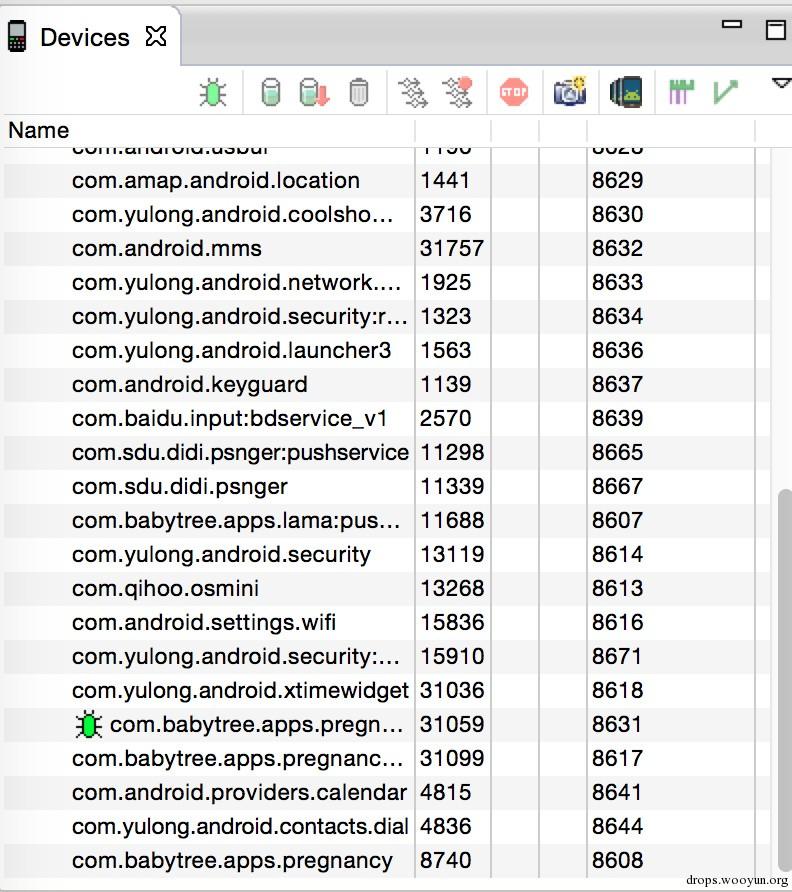 Devices
STOP
Name
com.android.usbui 1196 8628
com.amap.android.location 1441 8629
com.yulong.android.coolsho... 3716 8630
com.android.mms 31757 8632
com.yulong.android.network.... 1925 8633
com.yulong.android.security:r... 1323 8634
com.yulong.android.launcher3 1563 8636
com.android.keyguard 1139 8637
com.baidu.input:bdservice_v1 2570 8639
com.sdu.didi.psnger:pushservice 11298 8665
com.sdu.didi.psnger 11339 8667
com.babytree.apps.lama:pus... 11688 8607
com.yulong.android.security 13119 8614
com.qihoo.osmini 13268 8613
com.android.settings.wifi 15836 8616
com.yulong.android.security:... 15910 8671
com.yulong.android.xtimewidget 31036 8618
com.babytree.apps.pregn... 31059 8631
com.babytree.apps.pregnanc... 31099 8617
com.android.providers.calendar 4815 8641
com.yulong.android.contacts.dial 4836 8644
com.babytree.apps.pregnancy 8740 8608
drops.wooyun.org